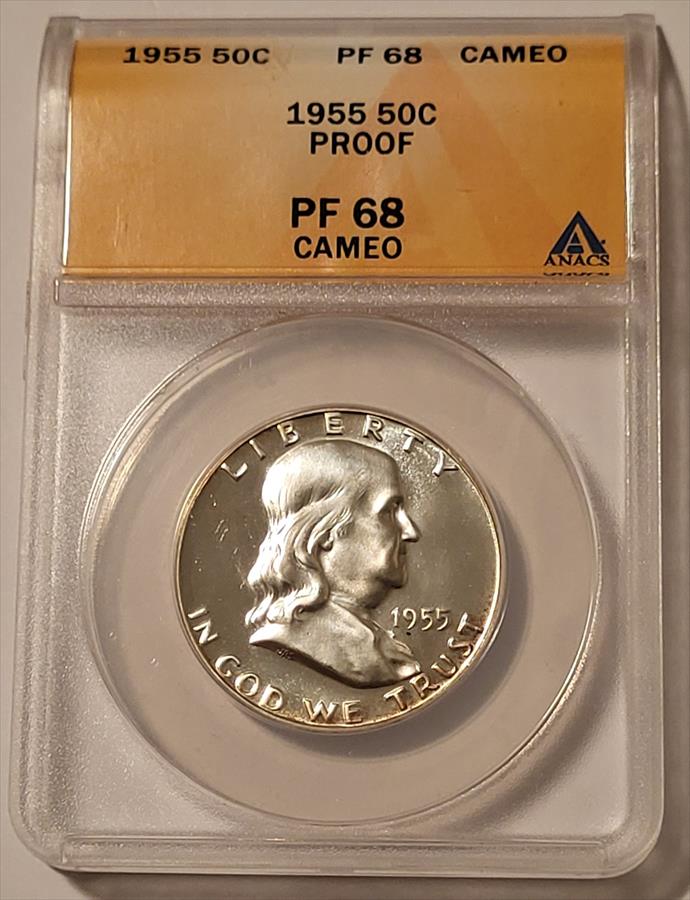 1955 50C PF 68 CAMEO
1955 50C
PROOF
PF 68
CAMEO
ANACS
LIBERTY
1955
IN GOD WE TRUST